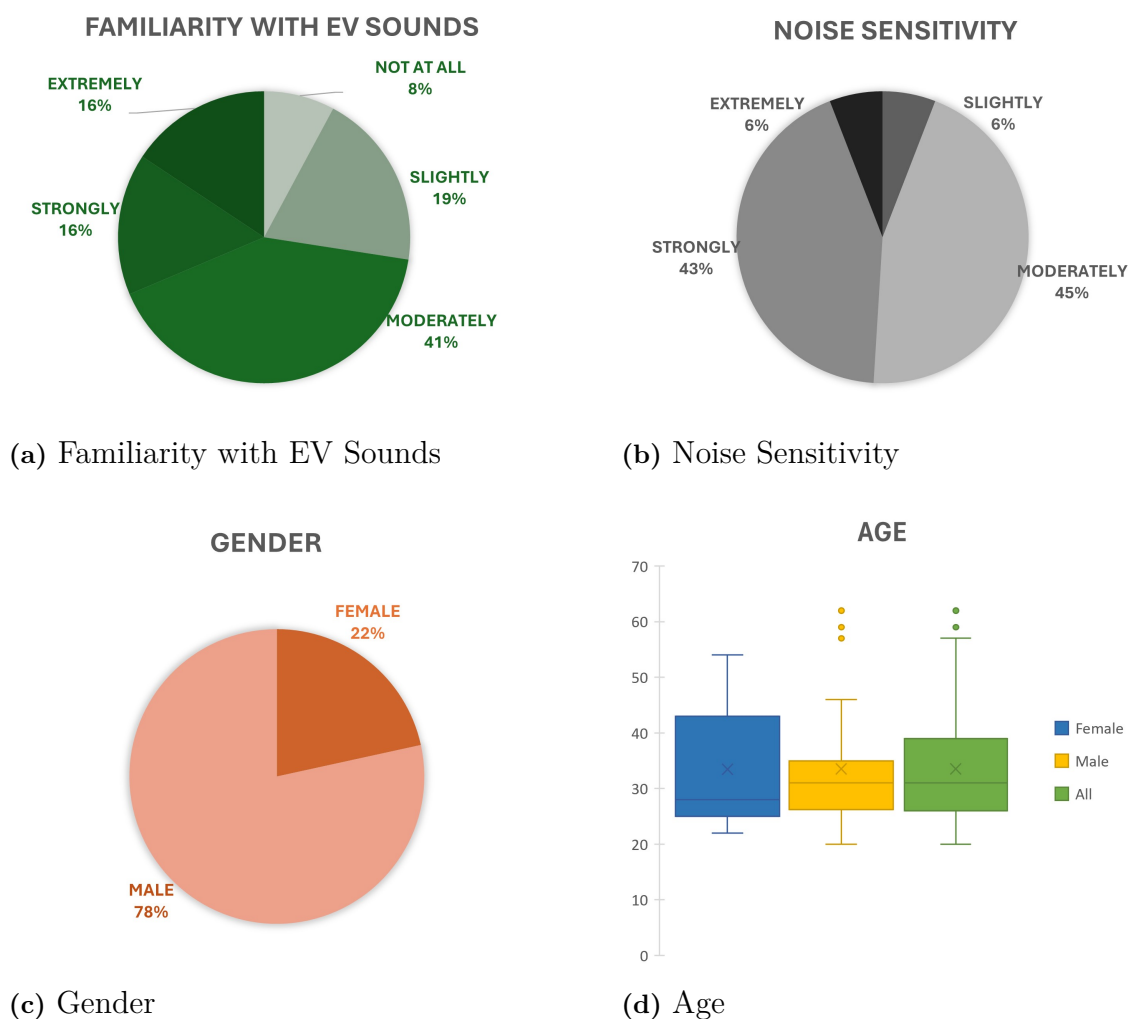 FAMILIARITY WITH EV SOUNDS
EXTREMELY
16%
NOT AT ALL
8%
SLIGHTLY
19%
STRONGLY
16%
MODERATELY
41%
(a) Familiarity with EV Sounds
NOISE SENSITIVITY
EXTREMELY
6%
SLIGHTLY
6%
STRONGLY
43%
MODERATELY
45%
(b) Noise Sensitivity
GENDER
FEMALE
22%
MALE
78%
(c) Gender
AGE
70
60
50
40
30
20
10
0
Female
Male
All
(d) Age